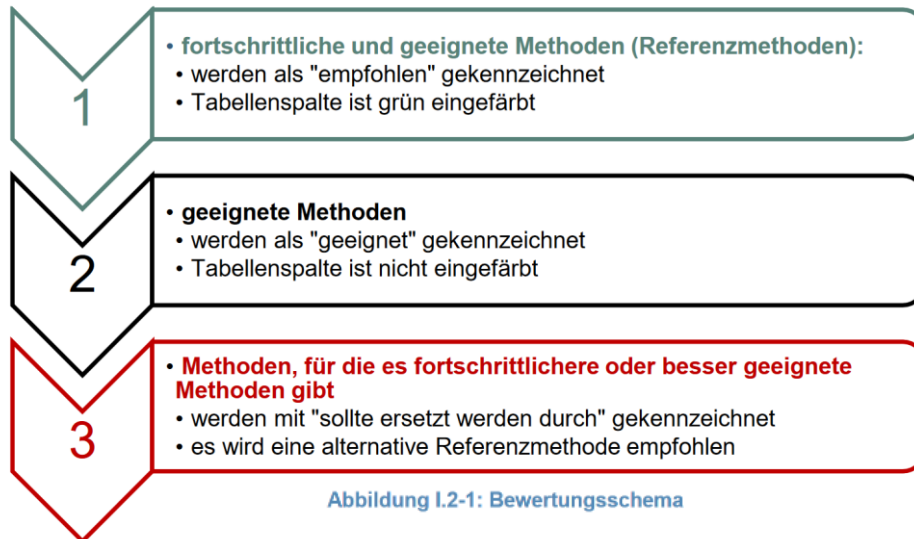 1
• fortschrittliche und geeignete Methoden (Referenzmethoden):
• werden als "empfohlen" gekennzeichnet
• Tabellenspalte ist grün eingefärbt
2
• geeignete Methoden
• werden als "geeignet" gekennzeichnet
• Tabellenspalte ist nicht eingefärbt
3
• Methoden, für die es fortschrittlichere oder besser geeignete
Methoden gibt
• werden mit "sollte ersetzt werden durch" gekennzeichnet
• es wird eine alternative Referenzmethode empfohlen
Abbildung I.2-1: Bewertungsschema